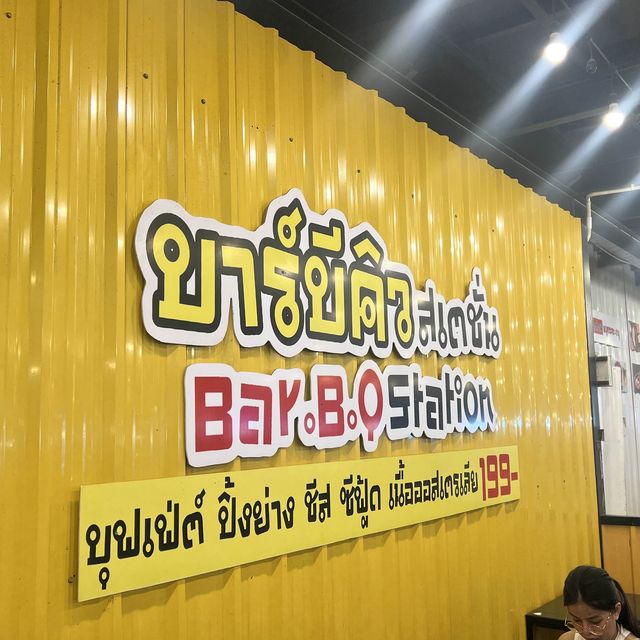 บาร์บีคิวสเตชั่น
Bar.B.Q Station
บุฟเฟ่ต์ ปิ้งย่าง ชีส ซีฟู้ด เนื้อออสเตรเลีย 199-